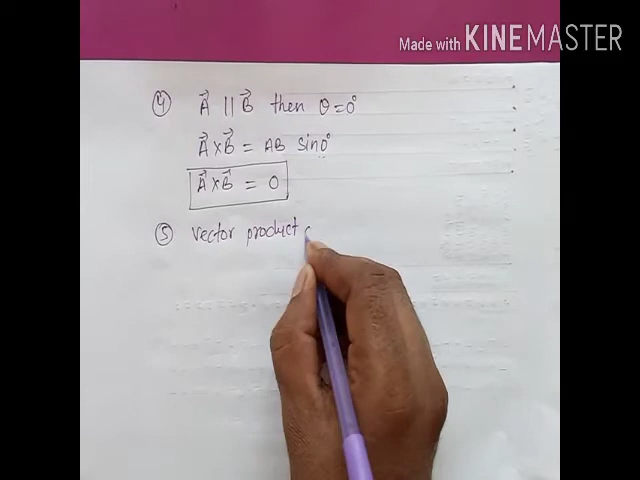 Made with KINEMASTER
④ A⃗ || B⃗ then θ = 0°
A⃗ × B⃗ = AB sin0°
A⃗ × B⃗ = 0
⑤ Vector product